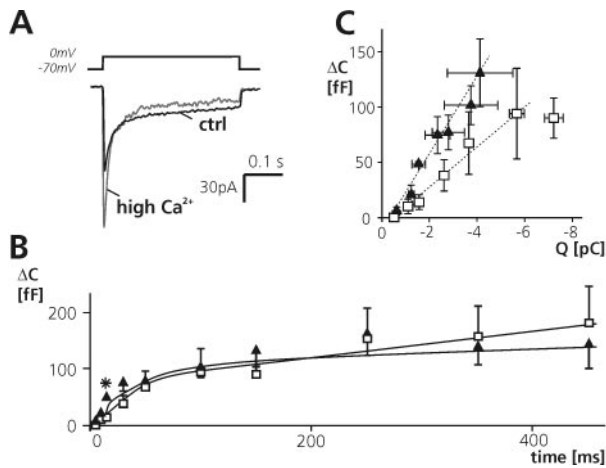 A
0mV
-70mV
ctrl
0.1 s
30pA
high Ca²⁺
C
ΔC
[fF]
150
100
50
0
0 -2 -4 -6 -8
Q [pC]
B
ΔC
[fF]
200
100
0
*
0 200 400
time [ms]